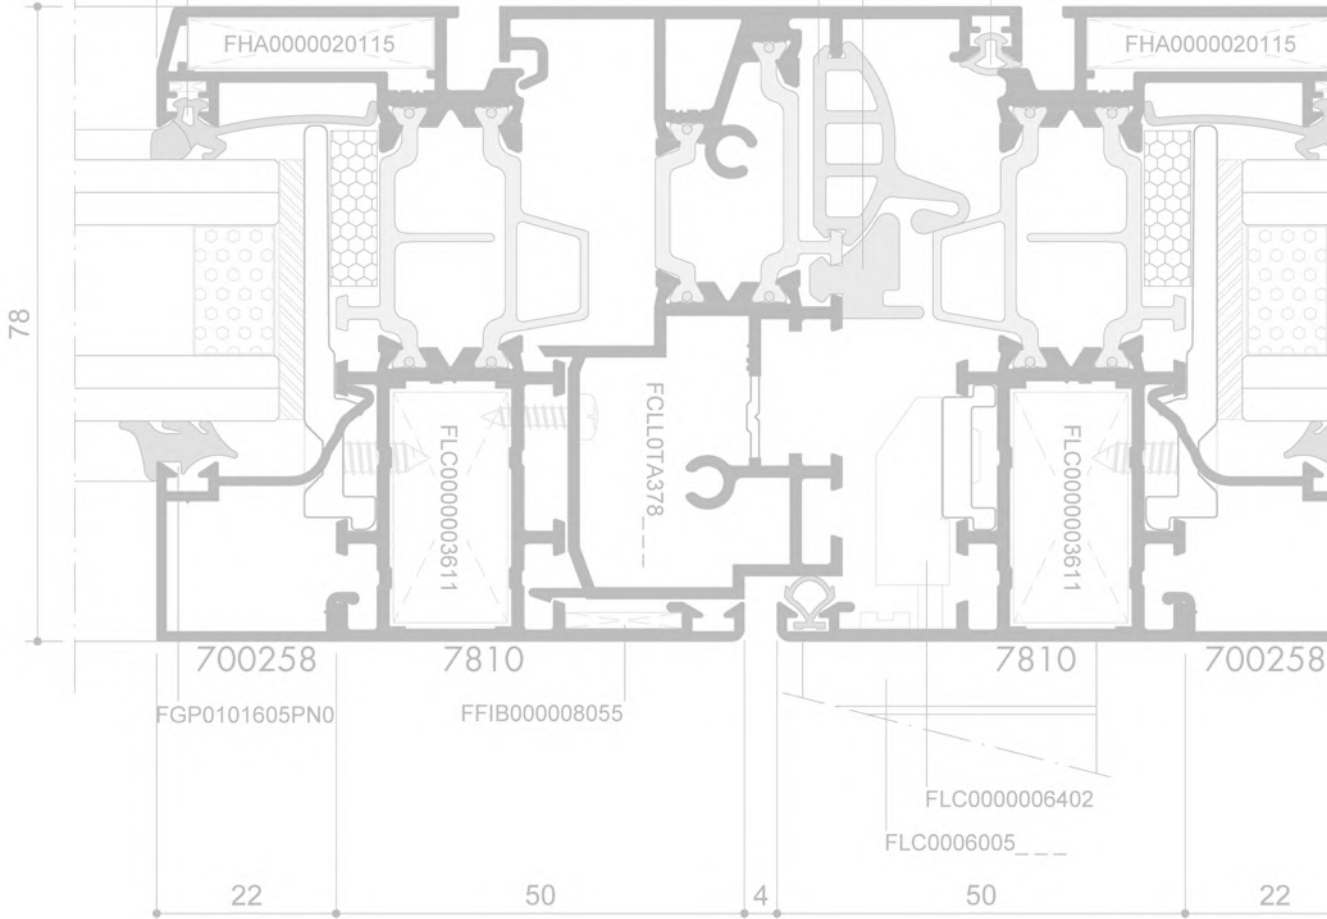 FHA0000020115
FHA0000020115
78
FCLL0TA378_ _ _
FLC0000003611
FLC0000003611
700258
7810
7810
700258
FGP0101605PN0
FFIB000008055
FLC0000006402
FLC0006005_ _ _
22
50
4
50
22